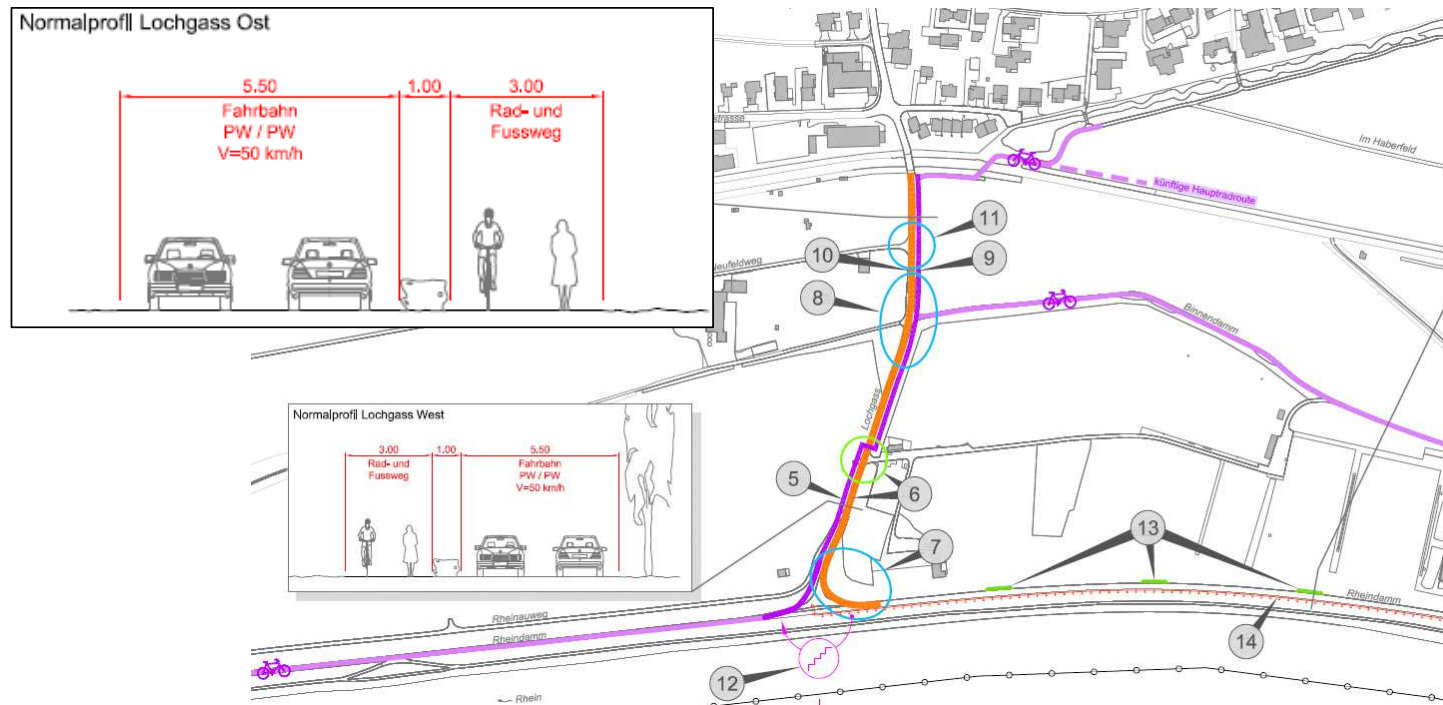 Normalprofil Lochgass Ost
5.50
1.00
3.00
Fahrbahn
PW / PW
V=50 km/h
Rad- und
Fussweg
strasse
Im Haberfeld
künftige Hauptradroute
11
10
9
Neufeldweg
8
Binnendamm
Lochgass
Normalprofil Lochgass West
3.00
1.00
5.50
Rad- und
Fussweg
Fahrbahn
PW / PW
V=50 km/h
5
6
7
13
Rheindamm
14
Rheinauweg
Rheindamm
12
Rhein